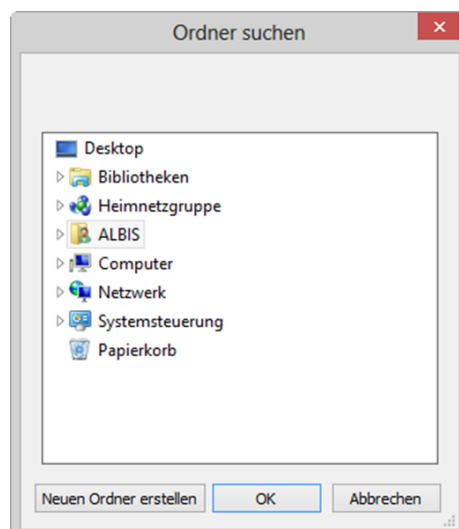 Ordner suchen
Desktop
Bibliotheken
Heimnetzgruppe
ALBIS
Computer
Netzwerk
Systemsteuerung
Papierkorb
Neuen Ordner erstellen OK Abbrechen